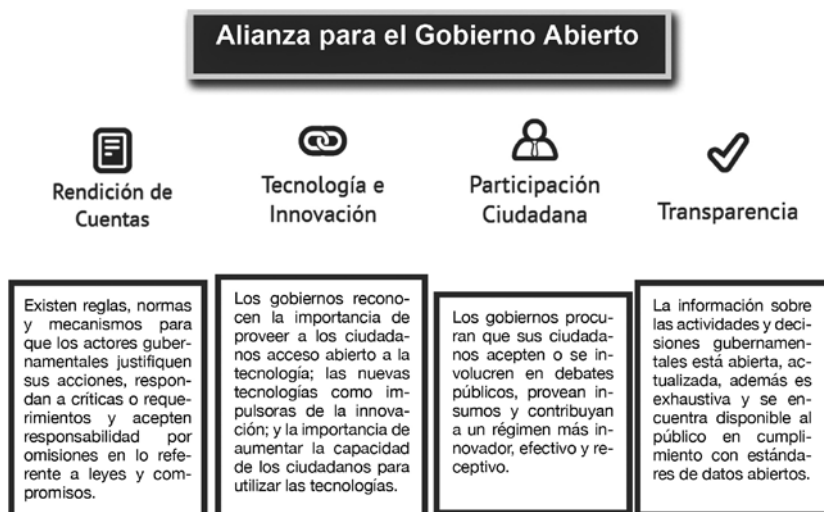 Alianza para el Gobierno Abierto
Rendición de
Cuentas
Tecnología e
Innovación
Participación
Ciudadana
Transparencia
Existen reglas, normas
y mecanismos para
que los actores guber-
namentales justifiquen
sus acciones, respon-
dan a críticas o reque-
rimientos y acepten
responsabilidad por
omisiones en lo refe-
rente a leyes y com-
promisos.
Los gobiernos recono-
cen la importancia de
proveer a los ciudada-
nos acceso abierto a la
tecnología; las nuevas
tecnologías como im-
pulsoras de la innova-
ción; y la importancia de
aumentar la capacidad
de los ciudadanos para
utilizar las tecnologías.
Los gobiernos procu-
ran que sus ciudada-
nos acepten o se in-
volucren en debates
públicos, provean in-
sumos y contribuyan
a un régimen más in-
novador, efectivo y re-
ceptivo.
La información sobre
las actividades y deci-
siones gubernamen-
tales está abierta, ac-
tualizada, además es
exhaustiva y se en-
cuentra disponible al
público en cumpli-
miento con estánda-
res de datos abiertos.